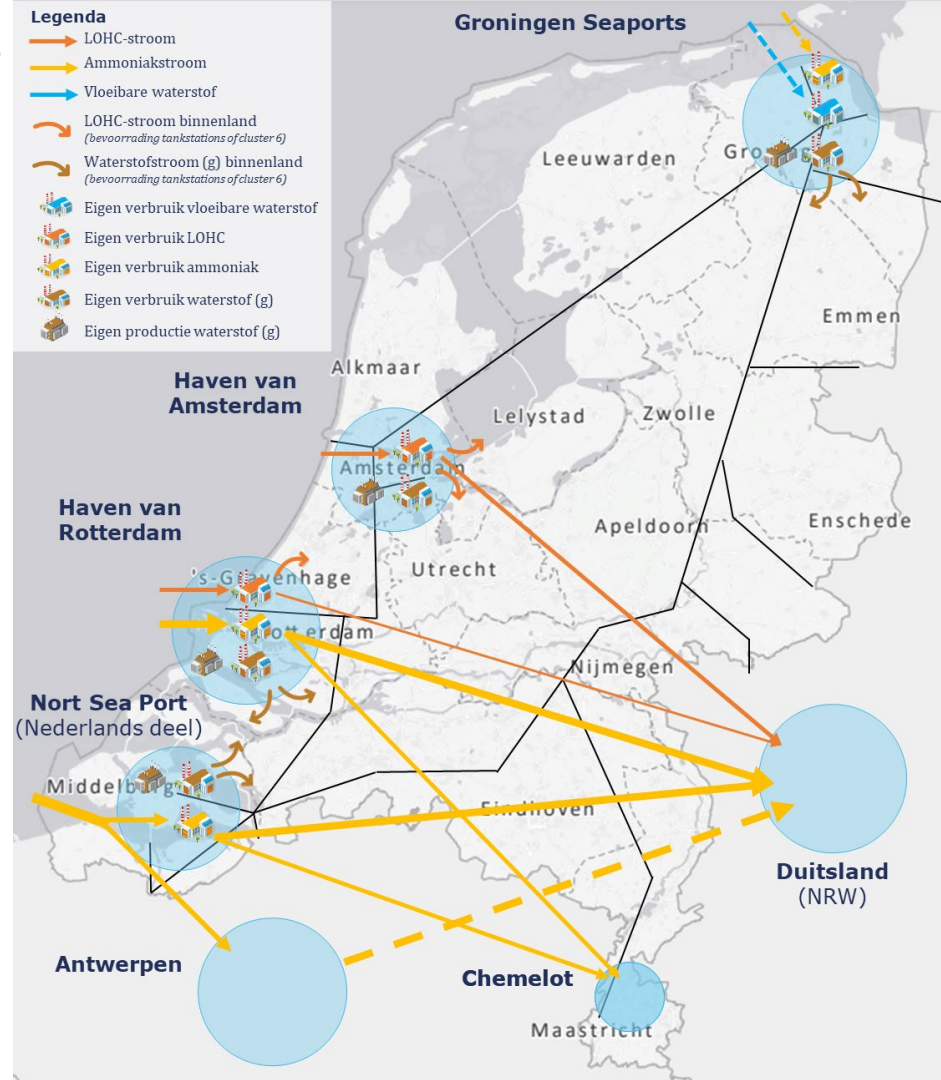 Legenda
LOHC-stroom
Ammoniakstroom
Vloeibare waterstof
LOHC-stroom binnenland
(bevoorrading tankstations of cluster 6)
Waterstofstroom (g) binnenland
(bevoorrading tankstations of cluster 6)
Eigen verbruik vloeibare waterstof
Eigen verbruik LOHC
Eigen verbruik ammoniak
Eigen verbruik waterstof (g)
Eigen productie waterstof (g)
Groningen Seaports
Leeuwarden
Emmen
Alkmaar
Haven van
Amsterdam
Lelystad
Zwolle
Amsterdam
Haven van
Rotterdam
Apeldoorn
Enschede
's-Gravenhage
Utrecht
Rotterdam
Nijmegen
Nort Sea Port
(Nederlands deel)
Middelburg
Eindhoven
Duitsland
(NRW)
Antwerpen
Chemelot
Maastricht